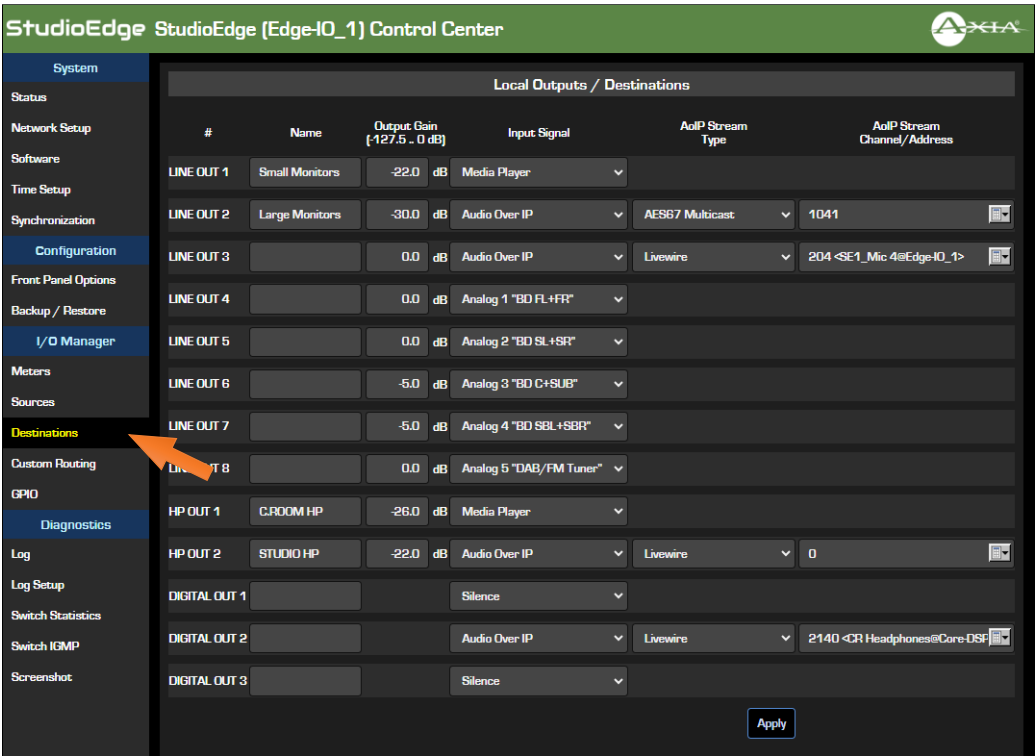 StudioEdge StudioEdge (Edge-IO_1) Control Center
AXIA
System
Status
Network Setup
Software
Time Setup
Synchronization
Configuration
Front Panel Options
Backup / Restore
I/O Manager
Meters
Sources
Destinations
Custom Routing
GPIO
Diagnostics
Log
Log Setup
Switch Statistics
Switch IGMP
Screenshot
Local Outputs / Destinations
# Name Output Gain (-127.5 .. 0 dB) Input Signal AoIP Stream Type AoIP Stream Channel/Address
LINE OUT 1 Small Monitors -22.0 dB Media Player
LINE OUT 2 Large Monitors -30.0 dB Audio Over IP AES67 Multicast 1041
LINE OUT 3 0.0 dB Audio Over IP Livewire 204 <SE1_Mic 4@Edge-IO_1>
LINE OUT 4 0.0 dB Analog 1 "BD FL+FR"
LINE OUT 5 0.0 dB Analog 2 "BD SL+SR"
LINE OUT 6 -5.0 dB Analog 3 "BD C+SUB"
LINE OUT 7 -5.0 dB Analog 4 "BD SBL+SBR"
LINE OUT 8 0.0 dB Analog 5 "DAB/FM Tuner"
HP OUT 1 C.ROOM HP -26.0 dB Media Player
HP OUT 2 STUDIO HP -22.0 dB Audio Over IP Livewire 0
DIGITAL OUT 1 Silence
DIGITAL OUT 2 Audio Over IP Livewire 2140 <CR Headphones@Core-DSP
DIGITAL OUT 3 Silence
Apply